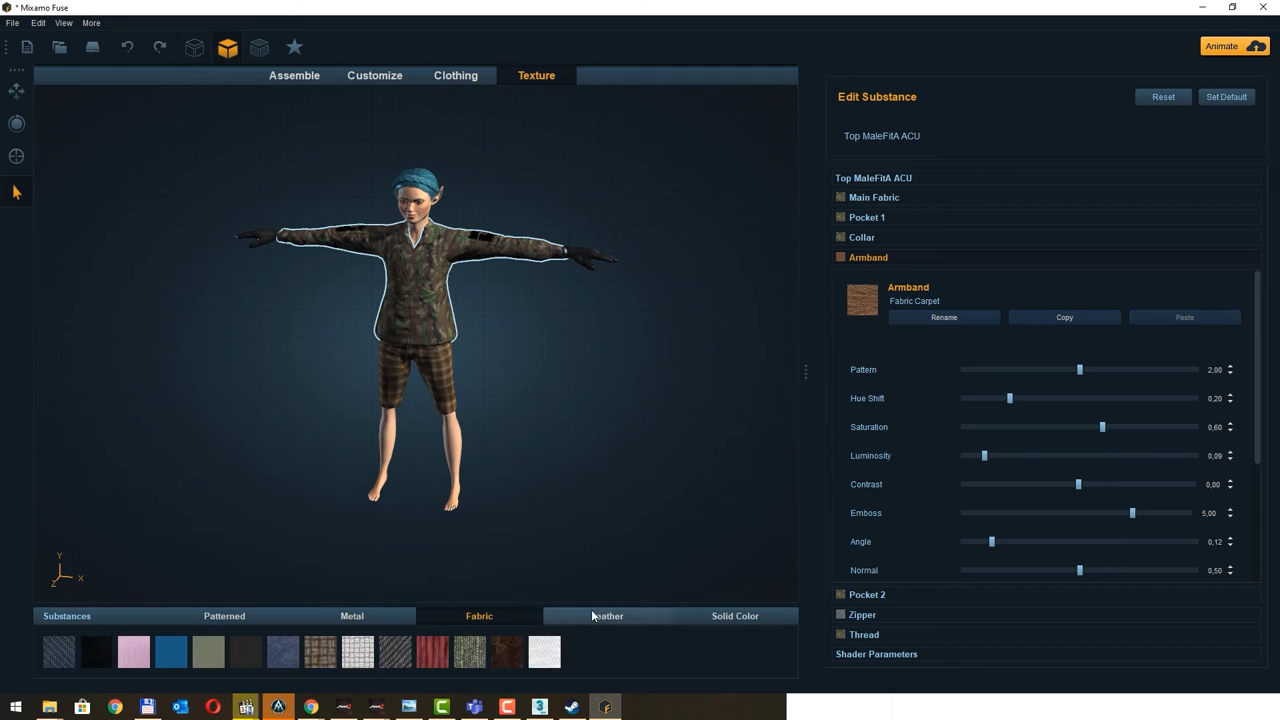 * Mixamo Fuse
File Edit View More
Animate
Assemble Customize Clothing Texture
Edit Substance
Reset
Set Default
Top MaleFitA ACU
Top MaleFitA ACU
Main Fabric
Pocket 1
Collar
Armband
Armband
Fabric Carpet
Rename Copy Paste
Pattern 2,00
Hue Shift 0,20
Saturation 0,60
Luminosity 0,09
Contrast 0,00
Emboss 5,00
Angle 0,12
Normal 0,50
Pocket 2
Zipper
Thread
Shader Parameters
Y
Z X
Substances Patterned Metal Fabric eather Solid Color